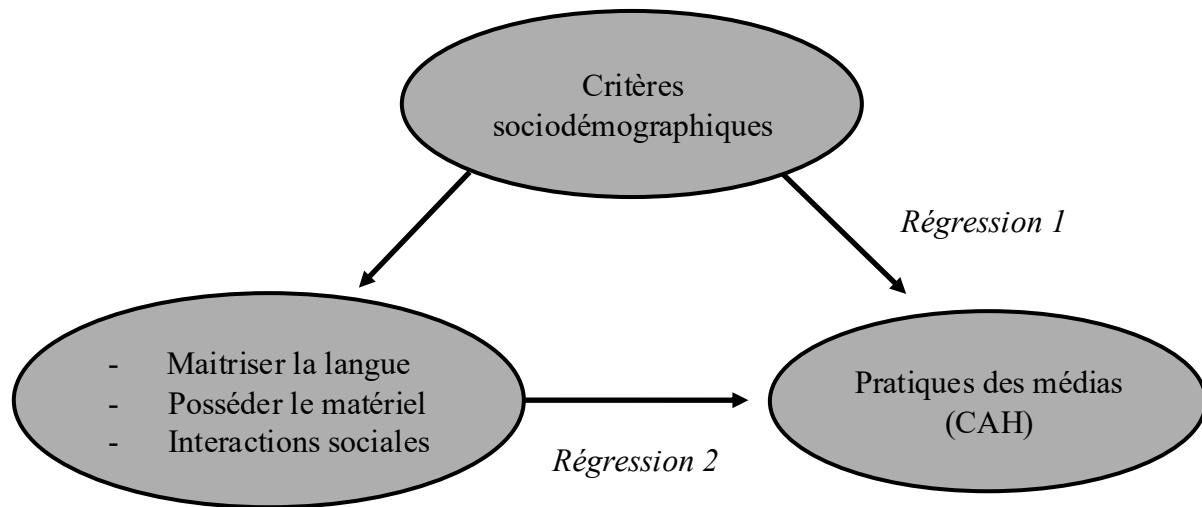 Critères
sociodémographiques
Régression 1
- Maitriser la langue
- Posséder le matériel
- Interactions sociales
Pratiques des médias
(CAH)
Régression 2